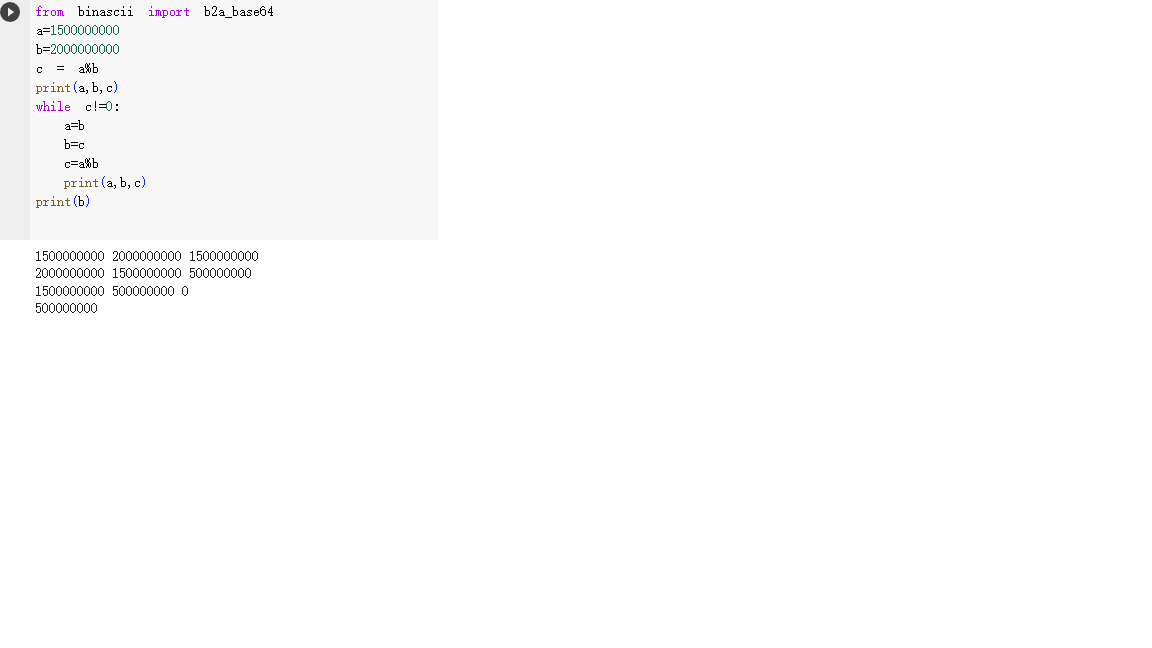 from  binascii  import  b2a_base64
a=1500000000
b=2000000000
c  =  a%b
print(a,b,c)
while  c!=0:
    a=b
    b=c
    c=a%b
    print(a,b,c)
print(b)
1500000000 2000000000 1500000000
2000000000 1500000000 500000000
1500000000 500000000 0
500000000